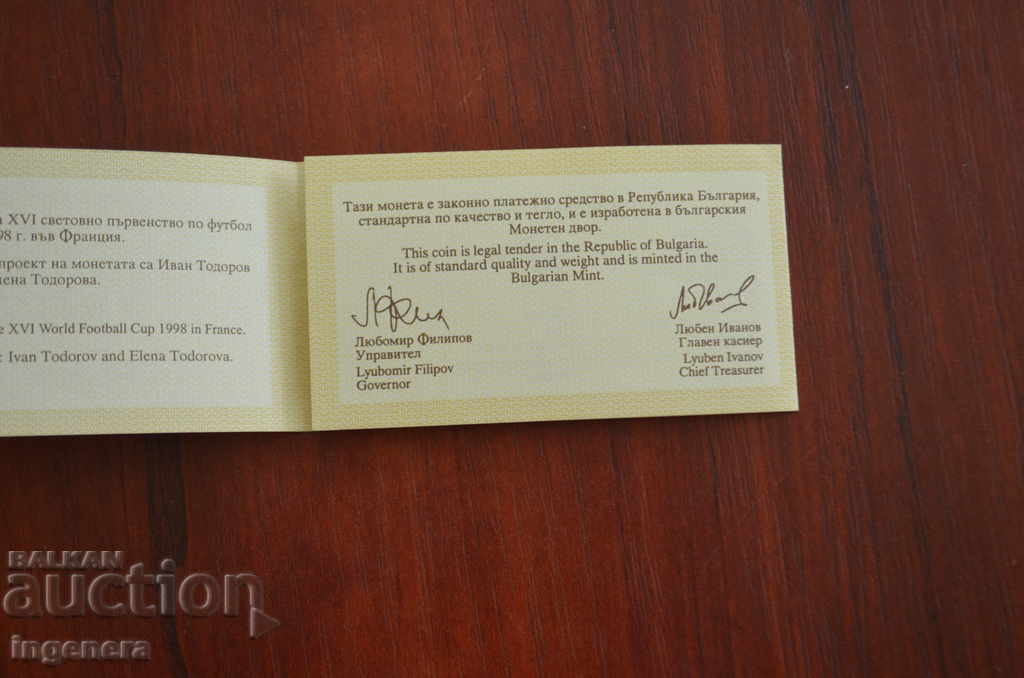 XVI световно първенство по футбол
98 г. във Франция.
проект на монетата са Иван Тодоров
Тодорова.
XVI World Football Cup 1998 in France.
: Ivan Todorov and Elena Todorova.
Тази монета е законно платежно средство в Република България,
стандартна по качество и тегло, и е изработена в българския
Монетен двор.
This coin is legal tender in the Republic of Bulgaria.
It is of standard quality and weight and is minted in the
Bulgarian Mint.
Любомир Филипов
Управител
Lyubomir Filipov
Governor
Любен Иванов
Главен касиер
Lyuben Ivanov
Chief Treasurer
BALKAN
auction
ingenera